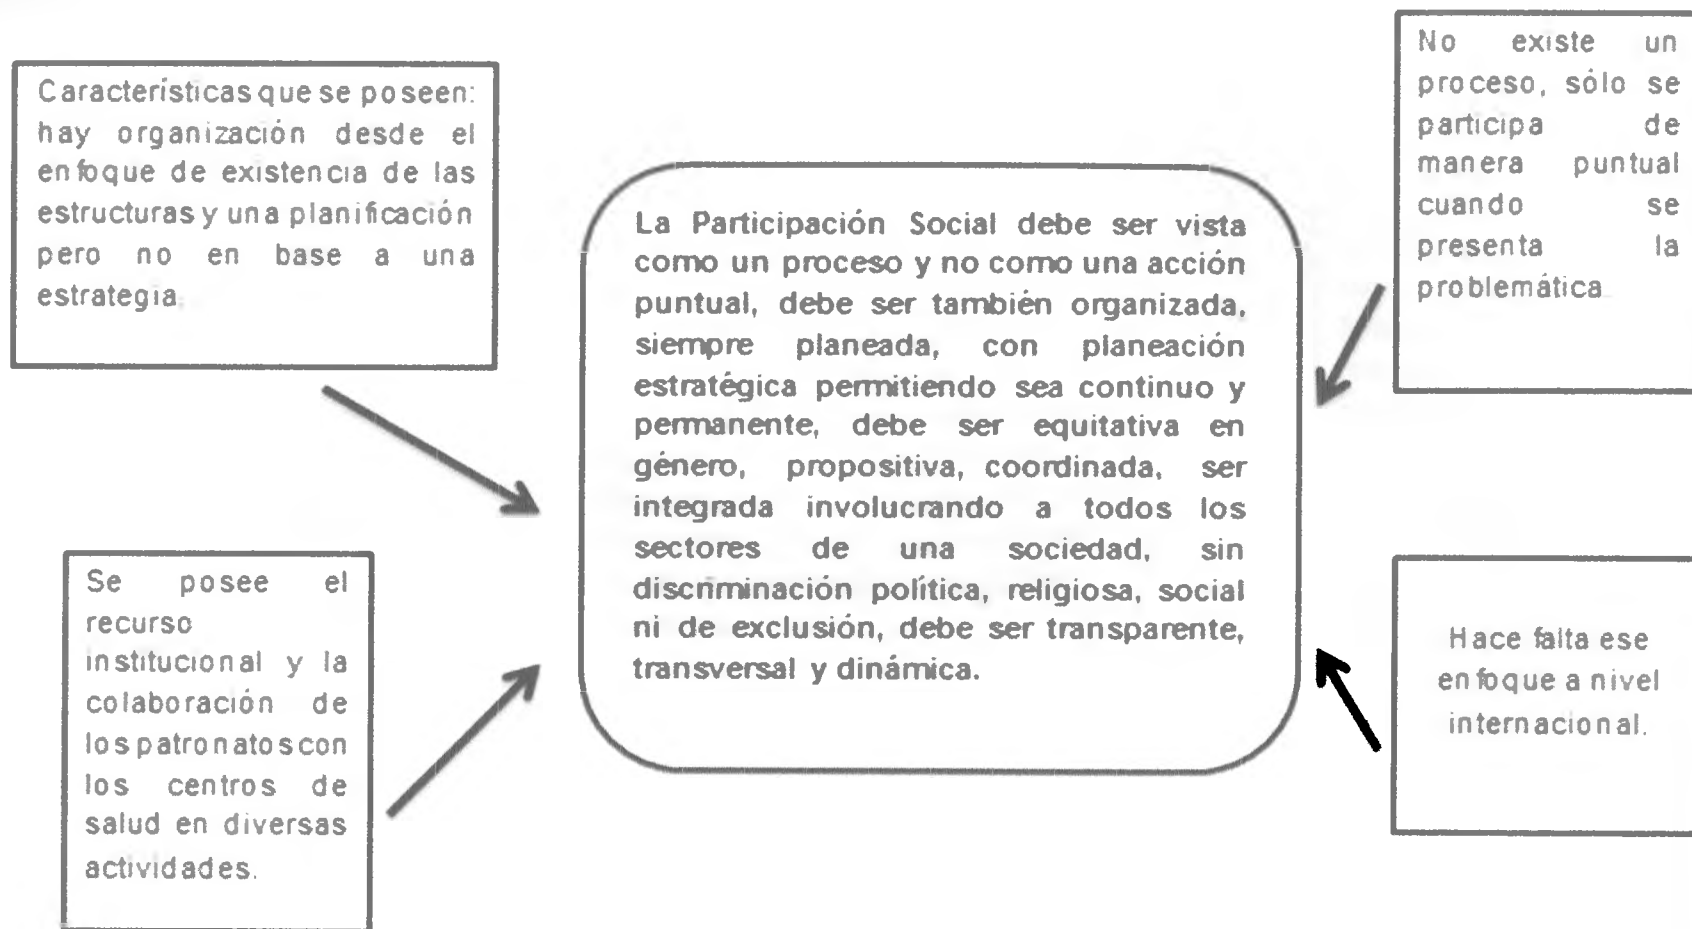 Características que se poseen:
hay organización desde el
enfoque de existencia de las
estructuras y una planificación
pero no en base a una
estrategia.
Se posee el
recurso
institucional y la
colaboración de
los patronatos con
los centros de
salud en diversas
actividades.
La Participación Social debe ser vista
como un proceso y no como una acción
puntual, debe ser también organizada,
siempre planeada, con planeación
estratégica permitiendo sea continuo y
permanente, debe ser equitativa en
género, propositiva, coordinada, ser
integrada involucrando a todos los
sectores de una sociedad, sin
discriminación política, religiosa, social
ni de exclusión, debe ser transparente,
transversal y dinámica.
No existe un
proceso, sólo se
participa de
manera puntual
cuando se
presenta la
problemática.
Hace falta ese
enfoque a nivel
internacional.